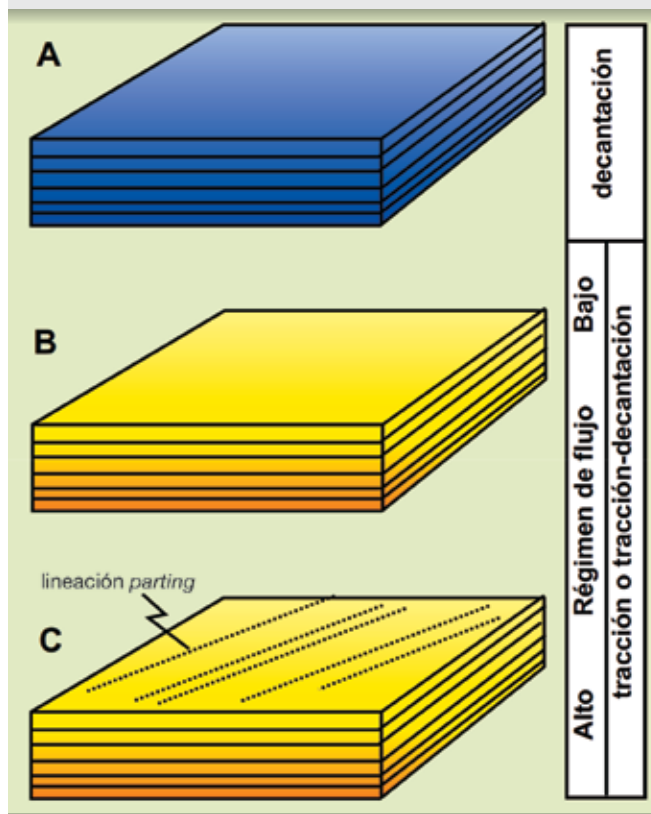 A
decantación
B
Bajo
Régimen de flujo
Alto
tracción o tracción-decantación
lineación parting
C